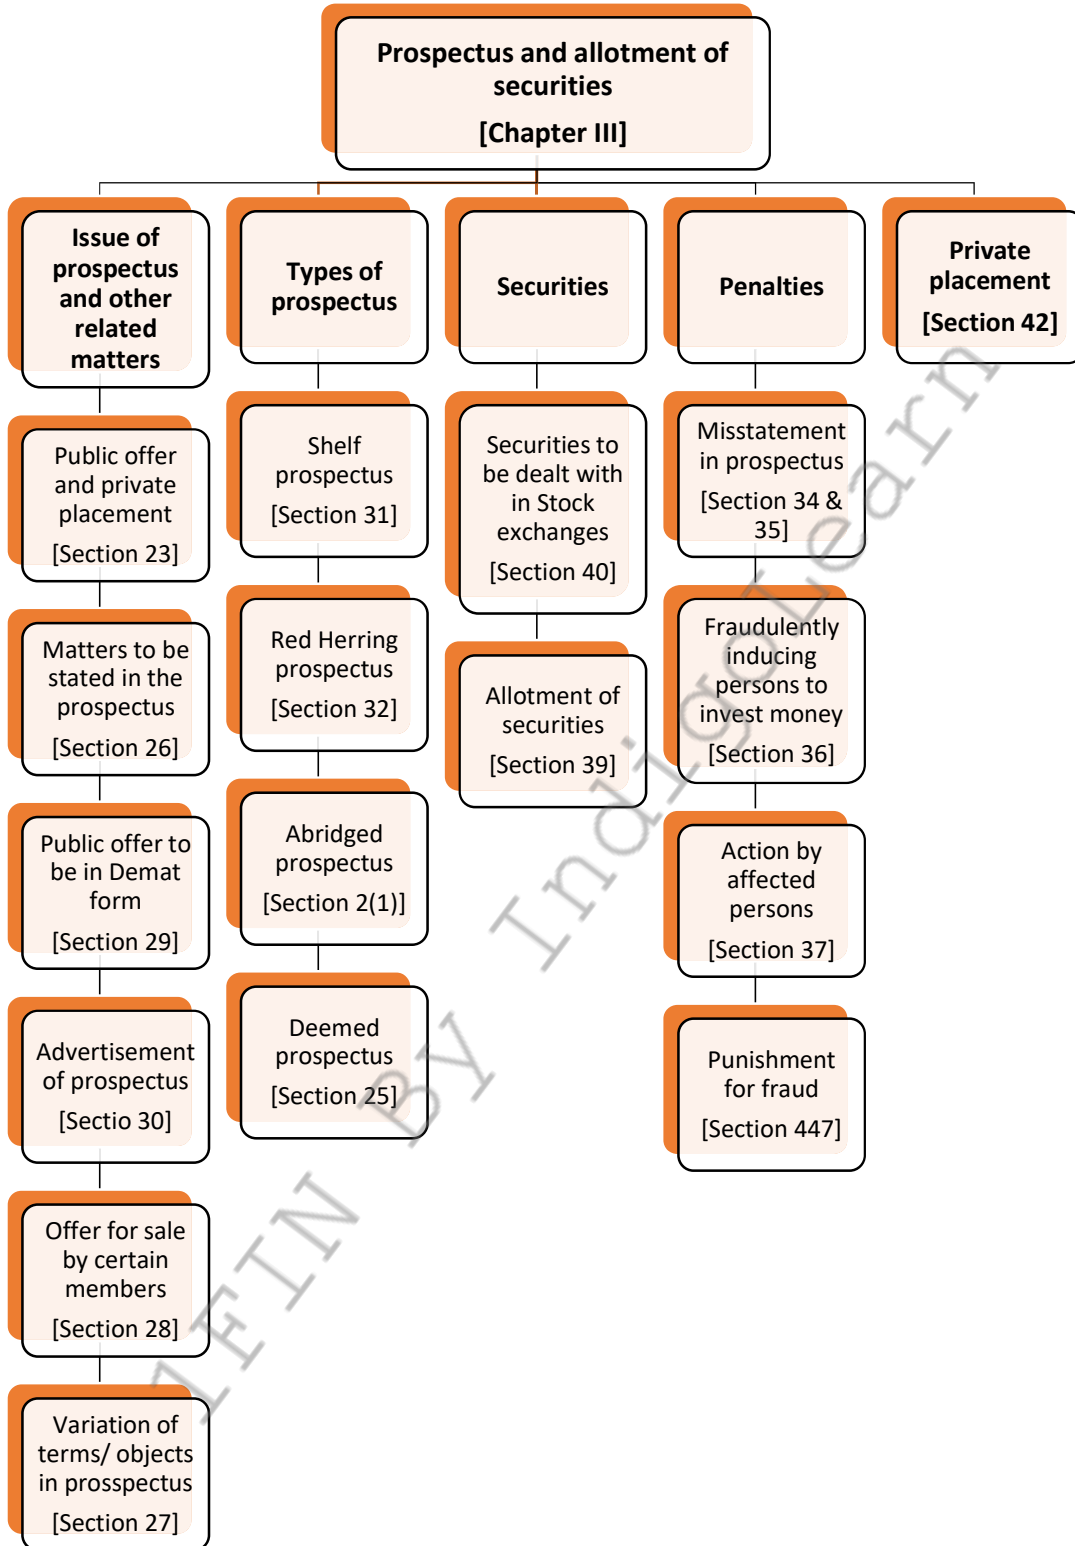 Prospectus and allotment of
securities
[Chapter III]
Issue of
prospectus
and other
related
matters
Public offer
and private
placement
[Section 23]
Matters to be
stated in the
prospectus
[Section 26]
Public offer to
be in Demat
form
[Section 29]
Advertisement
of prospectus
[Sectio 30]
Offer for sale
by certain
members
[Section 28]
Variation of
terms/ objects
in prosspectus
[Section 27]
Types of
prospectus
Shelf
prospectus
[Section 31]
Red Herring
prospectus
[Section 32]
Abridged
prospectus
[Section 2(1)]
Deemed
prospectus
[Section 25]
Securities
Securities to
be dealt with
in Stock
exchanges
[Section 40]
Allotment of
securities
[Section 39]
Penalties
Misstatement
in prospectus
[Section 34 &
35]
Fraudulently
inducing
persons to
invest money
[Section 36]
Action by
affected
persons
[Section 37]
Punishment
for fraud
[Section 447]
Private
placement
[Section 42]
1FIN By IndigoLearn